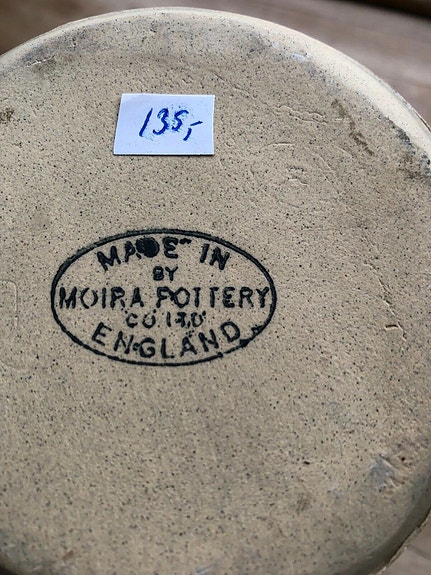 135,-
MADE IN
BY
MOIRA POTTERY
CO. LTD.
ENGLAND